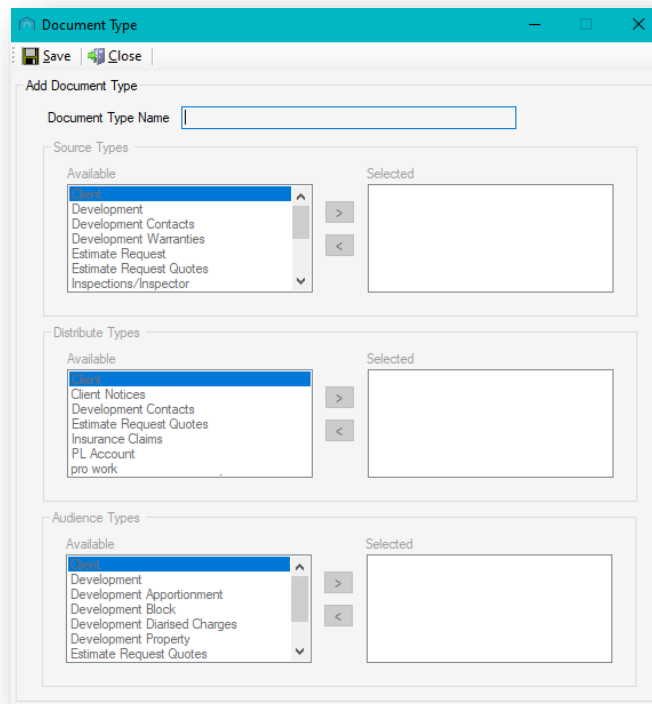 Document Type
Save Close
Add Document Type
Document Type Name
Source Types
Available Selected
Client
Development
Development Contacts
Development Warranties
Estimate Request
Estimate Request Quotes
Inspections/Inspector
>
<
Distribute Types
Available Selected
Client
Client Notices
Development Contacts
Estimate Request Quotes
Insurance Claims
PL Account
pro work
>
<
Audience Types
Available Selected
Client
Development
Development Apportionment
Development Block
Development Diarised Charges
Development Property
Estimate Request Quotes
>
<